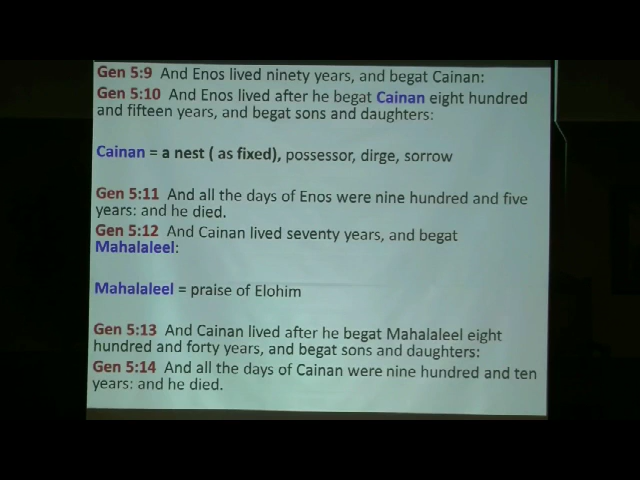 Gen 5:9 And Enos lived ninety years, and begat Cainan:
Gen 5:10 And Enos lived after he begat Cainan eight hundred
and fifteen years, and begat sons and daughters:
Cainan = a nest ( as fixed), possessor, dirge, sorrow
Gen 5:11 And all the days of Enos were nine hundred and five
years: and he died.
Gen 5:12 And Cainan lived seventy years, and begat
Mahalaleel:
Mahalaleel = praise of Elohim
Gen 5:13 And Cainan lived after he begat Mahalaleel eight
hundred and forty years, and begat sons and daughters:
Gen 5:14 And all the days of Cainan were nine hundred and ten
years: and he died.